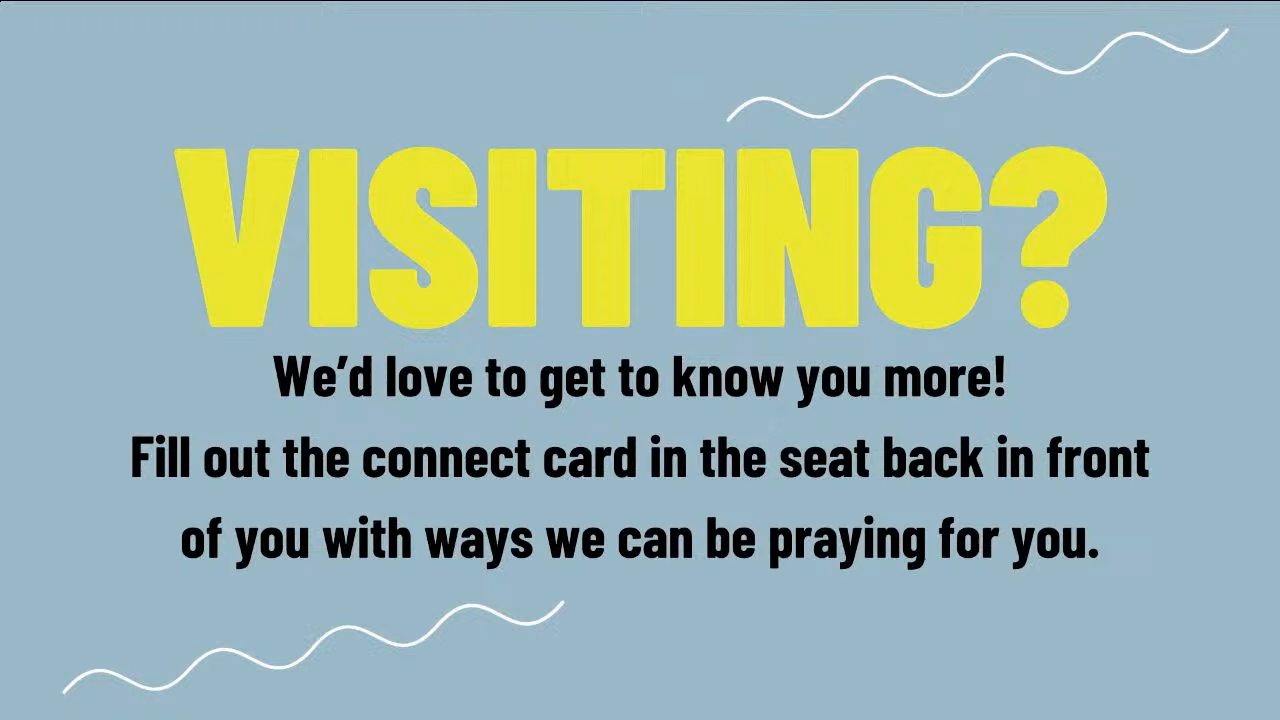 VISITING?
We’d love to get to know you more!
Fill out the connect card in the seat back in front
of you with ways we can be praying for you.